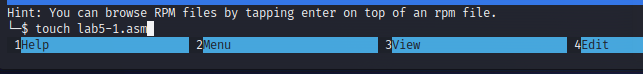 Hint: You can browse RPM files by tapping enter on top of an rpm file.
└─$ touch lab5-1.asm
1Help 2Menu 3View 4Edit